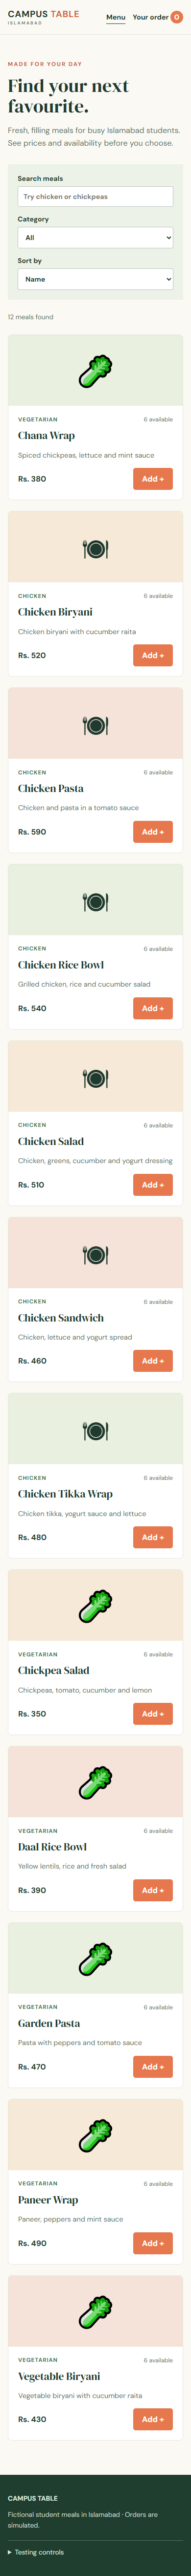 CAMPUS TABLE
ISLAMABAD
Menu
Your order 0
MADE FOR YOUR DAY
Find your next
favourite.
Fresh, filling meals for busy Islamabad students.
See prices and availability before you choose.
Search meals
Try chicken or chickpeas
Category
All
Sort by
Name
12 meals found
VEGETARIAN
6 available
Chana Wrap
Spiced chickpeas, lettuce and mint sauce
Rs. 380
Add +
CHICKEN
6 available
Chicken Biryani
Chicken biryani with cucumber raita
Rs. 520
Add +
CHICKEN
6 available
Chicken Pasta
Chicken and pasta in a tomato sauce
Rs. 590
Add +
CHICKEN
6 available
Chicken Rice Bowl
Grilled chicken, rice and cucumber salad
Rs. 540
Add +
CHICKEN
6 available
Chicken Salad
Chicken, greens, cucumber and yogurt dressing
Rs. 510
Add +
CHICKEN
6 available
Chicken Sandwich
Chicken, lettuce and yogurt spread
Rs. 460
Add +
CHICKEN
6 available
Chicken Tikka Wrap
Chicken tikka, yogurt sauce and lettuce
Rs. 480
Add +
VEGETARIAN
6 available
Chickpea Salad
Chickpeas, tomato, cucumber and lemon
Rs. 350
Add +
VEGETARIAN
6 available
Daal Rice Bowl
Yellow lentils, rice and fresh salad
Rs. 390
Add +
VEGETARIAN
6 available
Garden Pasta
Pasta with peppers and tomato sauce
Rs. 470
Add +
VEGETARIAN
6 available
Paneer Wrap
Paneer, peppers and mint sauce
Rs. 490
Add +
VEGETARIAN
6 available
Vegetable Biryani
Vegetable biryani with cucumber raita
Rs. 430
Add +
CAMPUS TABLE
Fictional student meals in Islamabad · Orders are
simulated.
Testing controls